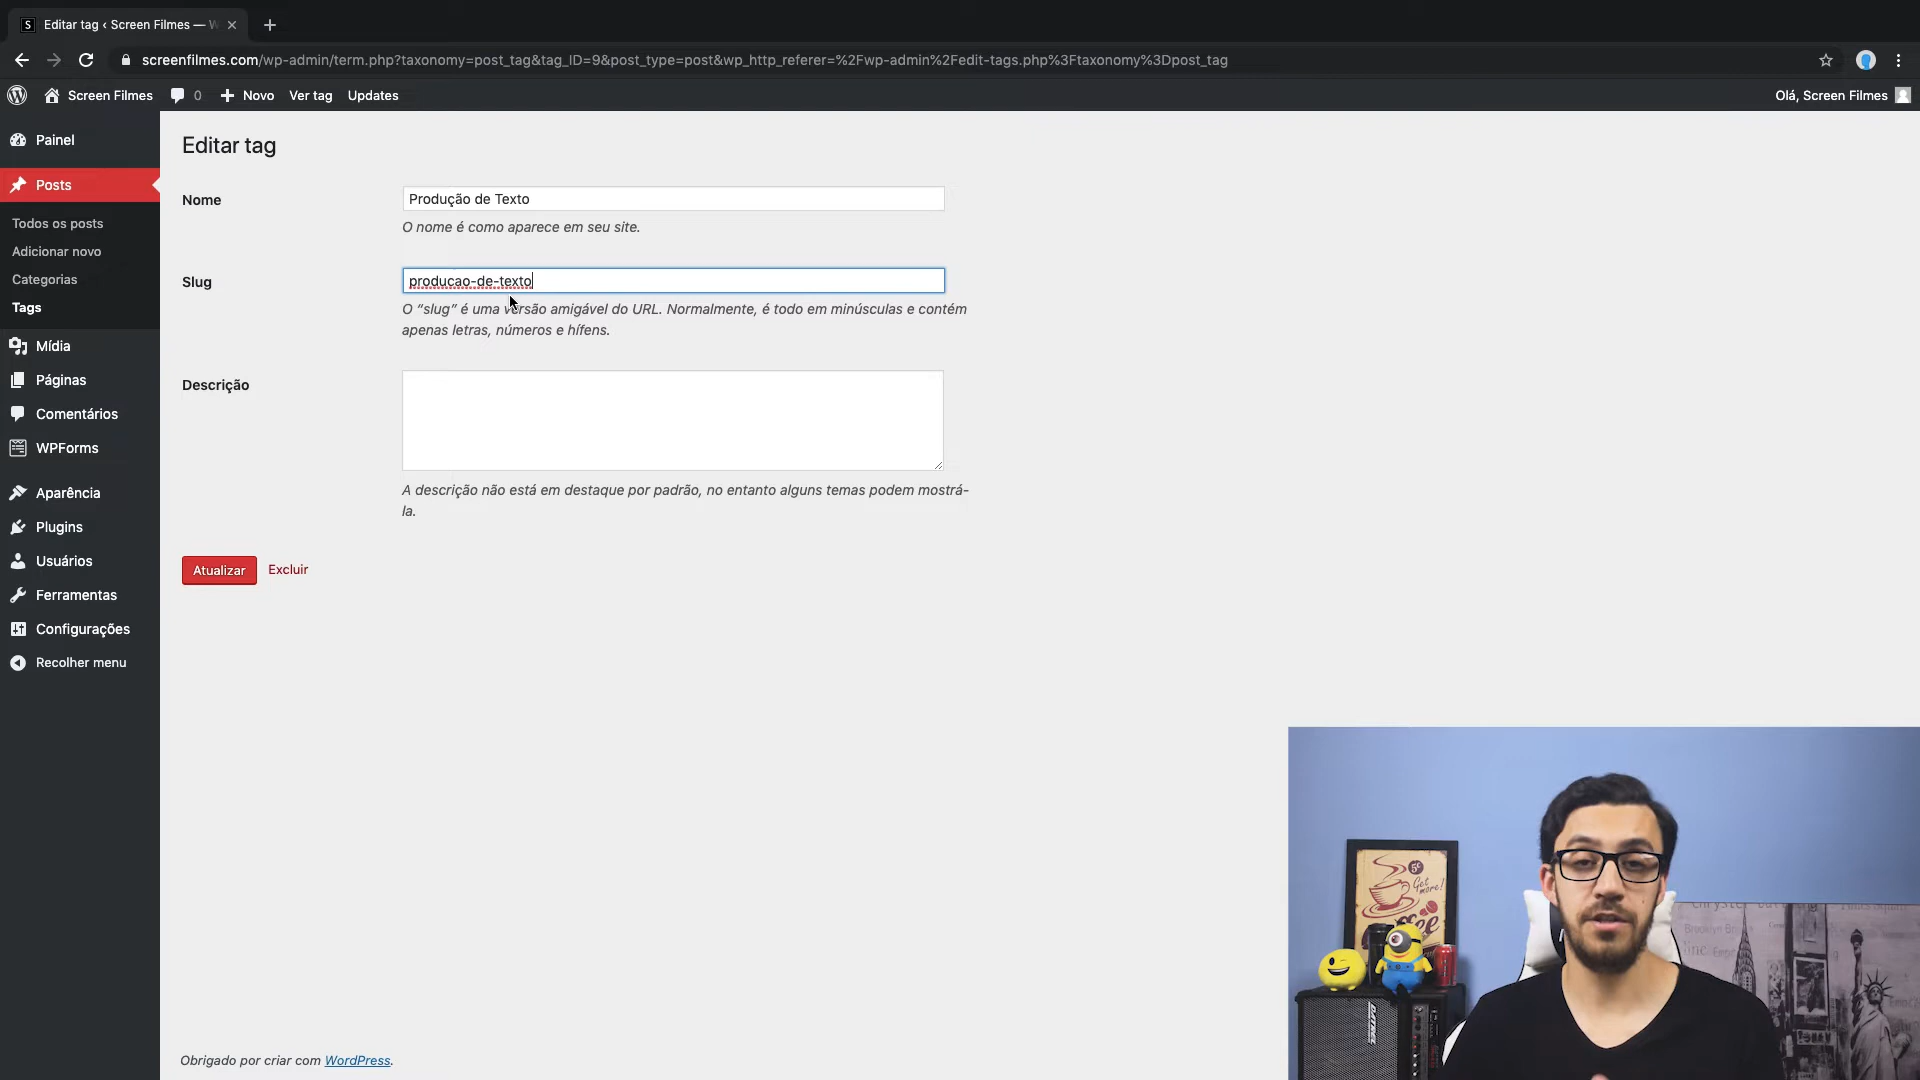 Editar tag ‹ Screen Filmes — W
screenfilmes.com/wp-admin/term.php?taxonomy=post_tag&tag_ID=9&post_type=post&wp_http_referer=%2Fwp-admin%2Fedit-tags.php%3Ftaxonomy%3Dpost_tag
Screen Filmes 0 Novo Ver tag Updates Olá, Screen Filmes
Painel
Posts
Todos os posts
Adicionar novo
Categorias
Tags
Mídia
Páginas
Comentários
WPForms
Aparência
Plugins
Usuários
Ferramentas
Configurações
Recolher menu
Editar tag
Nome
Produção de Texto
O nome é como aparece em seu site.
Slug
producao-de-texto
O “slug” é uma versão amigável do URL. Normalmente, é todo em minúsculas e contém
apenas letras, números e hífens.
Descrição
A descrição não está em destaque por padrão, no entanto alguns temas podem mostrá-
la.
Atualizar Excluir
Obrigado por criar com WordPress.
5¢
Get
more!